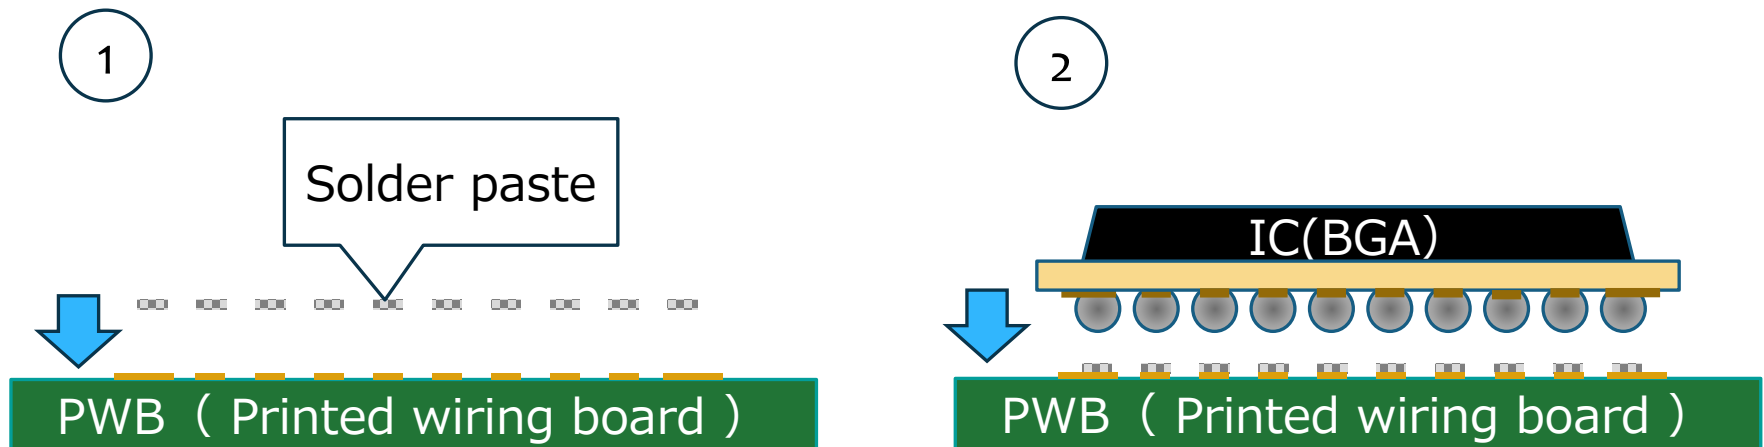 1
Solder paste
PWB （ Printed wiring board ）
2
IC(BGA）
PWB （ Printed wiring board ）